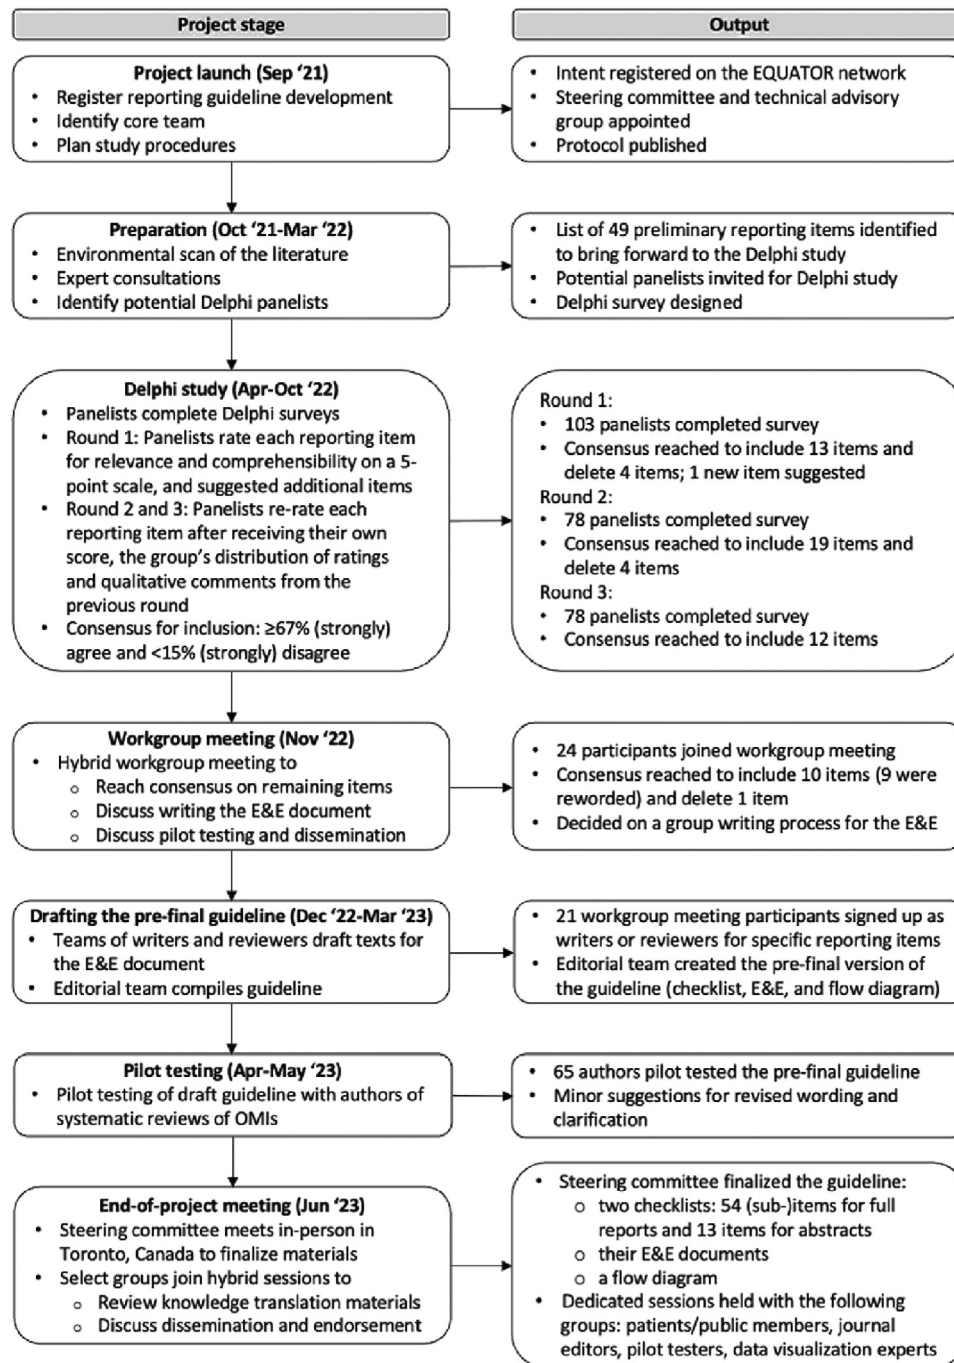 Project stage
Output
Project launch (Sep ‘21)
• Register reporting guideline development
• Identify core team
• Plan study procedures
• Intent registered on the EQUATOR network
• Steering committee and technical advisory
group appointed
• Protocol published
Preparation (Oct ‘21-Mar ‘22)
• Environmental scan of the literature
• Expert consultations
• Identify potential Delphi panelists
• List of 49 preliminary reporting items identified
to bring forward to the Delphi study
• Potential panelists invited for Delphi study
• Delphi survey designed
Delphi study (Apr-Oct ‘22)
• Panelists complete Delphi surveys
• Round 1: Panelists rate each reporting item
for relevance and comprehensibility on a 5-
point scale, and suggested additional items
• Round 2 and 3: Panelists re-rate each
reporting item after receiving their own
score, the group’s distribution of ratings
and qualitative comments from the
previous round
• Consensus for inclusion: ≥67% (strongly)
agree and <15% (strongly) disagree
Round 1:
• 103 panelists completed survey
• Consensus reached to include 13 items and
delete 4 items; 1 new item suggested
Round 2:
• 78 panelists completed survey
• Consensus reached to include 19 items and
delete 4 items
Round 3:
• 78 panelists completed survey
• Consensus reached to include 12 items
Workgroup meeting (Nov ‘22)
• Hybrid workgroup meeting to
o Reach consensus on remaining items
o Discuss writing the E&E document
o Discuss pilot testing and dissemination
• 24 participants joined workgroup meeting
• Consensus reached to include 10 items (9 were
reworded) and delete 1 item
• Decided on a group writing process for the E&E
Drafting the pre-final guideline (Dec ‘22-Mar ‘23)
• Teams of writers and reviewers draft texts for
the E&E document
• Editorial team compiles guideline
• 21 workgroup meeting participants signed up as
writers or reviewers for specific reporting items
• Editorial team created the pre-final version of
the guideline (checklist, E&E, and flow diagram)
Pilot testing (Apr-May ‘23)
• Pilot testing of draft guideline with authors of
systematic reviews of OMIs
• 65 authors pilot tested the pre-final guideline
• Minor suggestions for revised wording and
clarification
End-of-project meeting (Jun ‘23)
• Steering committee meets in-person in
Toronto, Canada to finalize materials
• Select groups join hybrid sessions to
o Review knowledge translation materials
o Discuss dissemination and endorsement
• Steering committee finalized the guideline:
o two checklists: 54 (sub-)items for full
reports and 13 items for abstracts
o their E&E documents
o a flow diagram
• Dedicated sessions held with the following
groups: patients/public members, journal
editors, pilot testers, data visualization experts